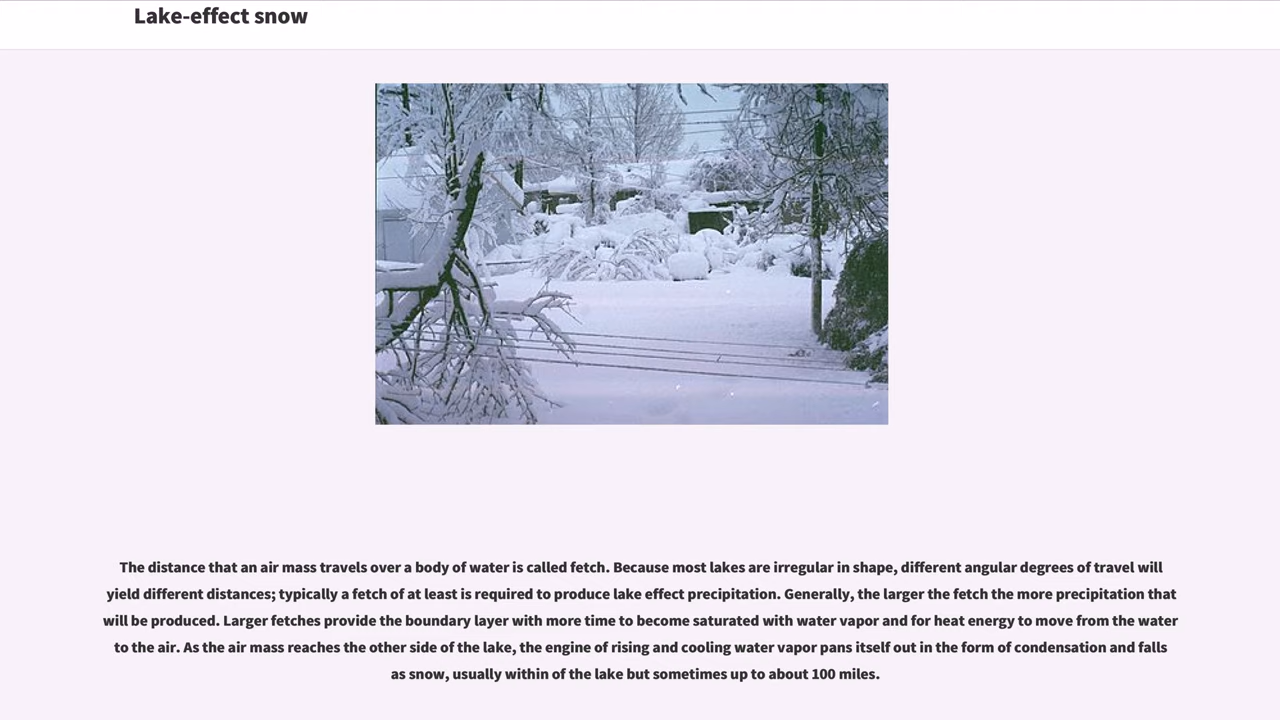 Lake-effect snow
The distance that an air mass travels over a body of water is called fetch. Because most lakes are irregular in shape, different angular degrees of travel will
yield different distances; typically a fetch of at least is required to produce lake effect precipitation. Generally, the larger the fetch the more precipitation that
will be produced. Larger fetches provide the boundary layer with more time to become saturated with water vapor and for heat energy to move from the water
to the air. As the air mass reaches the other side of the lake, the engine of rising and cooling water vapor pans itself out in the form of condensation and falls
as snow, usually within of the lake but sometimes up to about 100 miles.